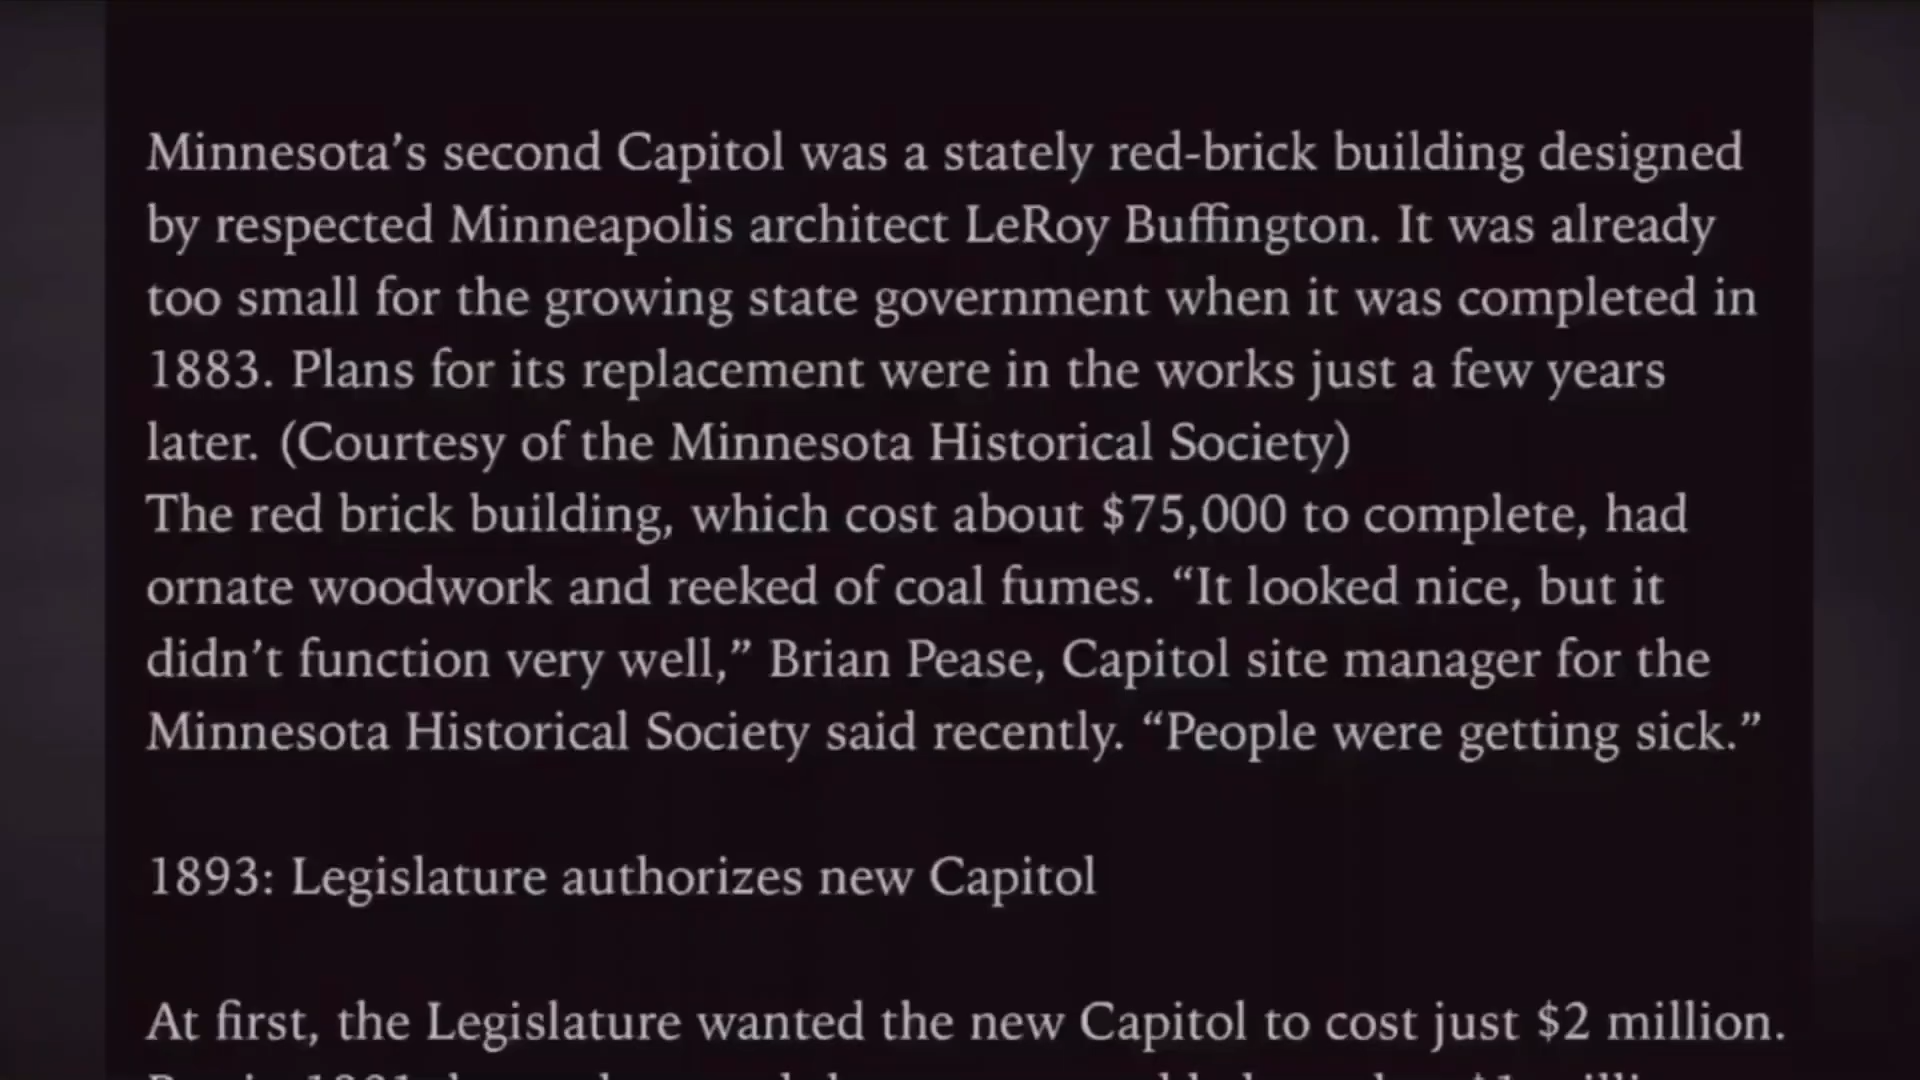 Minnesota’s second Capitol was a stately red-brick building designed
by respected Minneapolis architect LeRoy Buffington. It was already
too small for the growing state government when it was completed in
1883. Plans for its replacement were in the works just a few years
later. (Courtesy of the Minnesota Historical Society)
The red brick building, which cost about $75,000 to complete, had
ornate woodwork and reeked of coal fumes. “It looked nice, but it
didn’t function very well,” Brian Pease, Capitol site manager for the
Minnesota Historical Society said recently. “People were getting sick.”
1893: Legislature authorizes new Capitol
At first, the Legislature wanted the new Capitol to cost just $2 million.